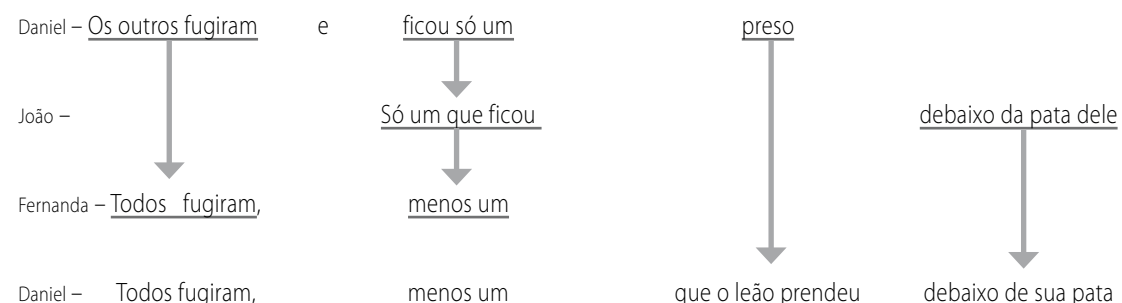 Daniel – Os outros fugiram e ficou só um preso
João – Só um que ficou debaixo da pata dele
Fernanda – Todos fugiram, menos um
Daniel – Todos fugiram, menos um que o leão prendeu debaixo de sua pata